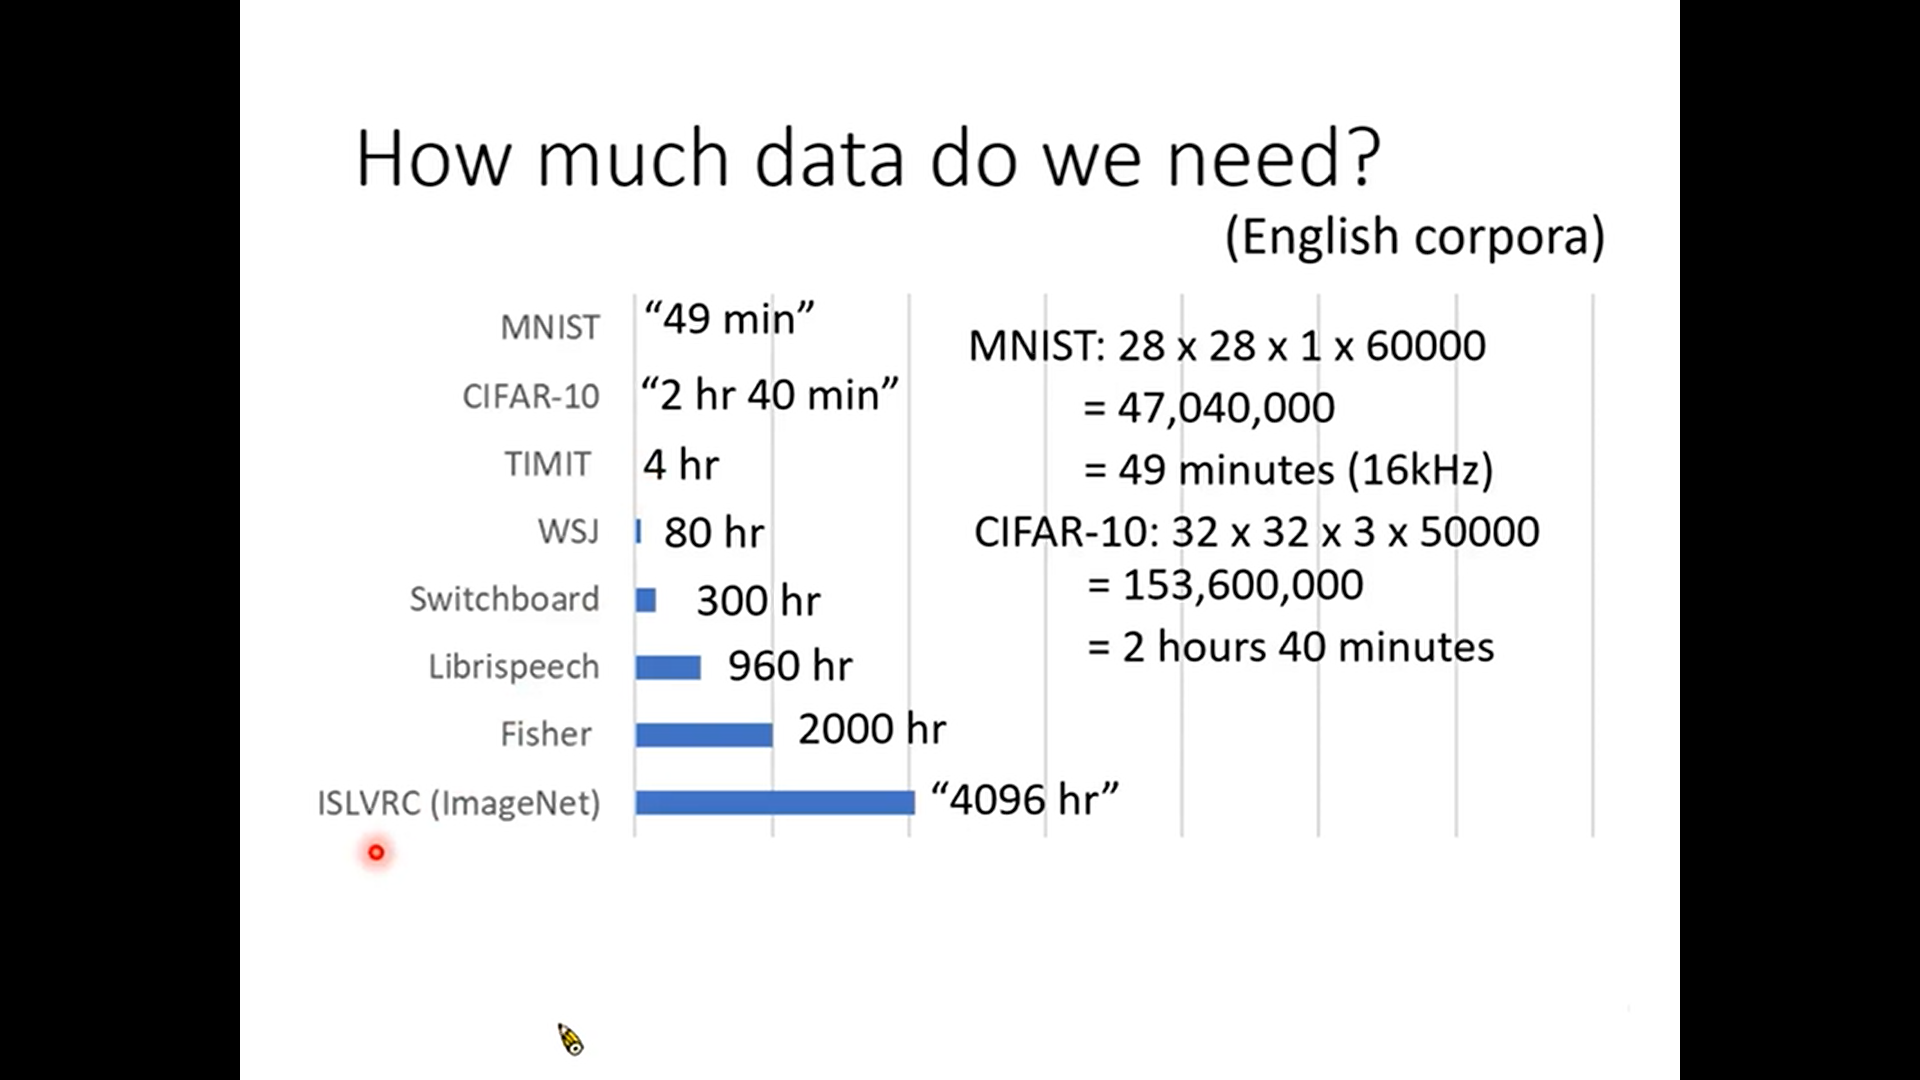 How much data do we need?
(English corpora)
MNIST "49 min"
CIFAR-10 "2 hr 40 min"
TIMIT 4 hr
WSJ 80 hr
Switchboard 300 hr
Librispeech 960 hr
Fisher 2000 hr
ISLVRC (ImageNet) "4096 hr"
MNIST: 28 x 28 x 1 x 60000
= 47,040,000
= 49 minutes (16kHz)
CIFAR-10: 32 x 32 x 3 x 50000
= 153,600,000
= 2 hours 40 minutes